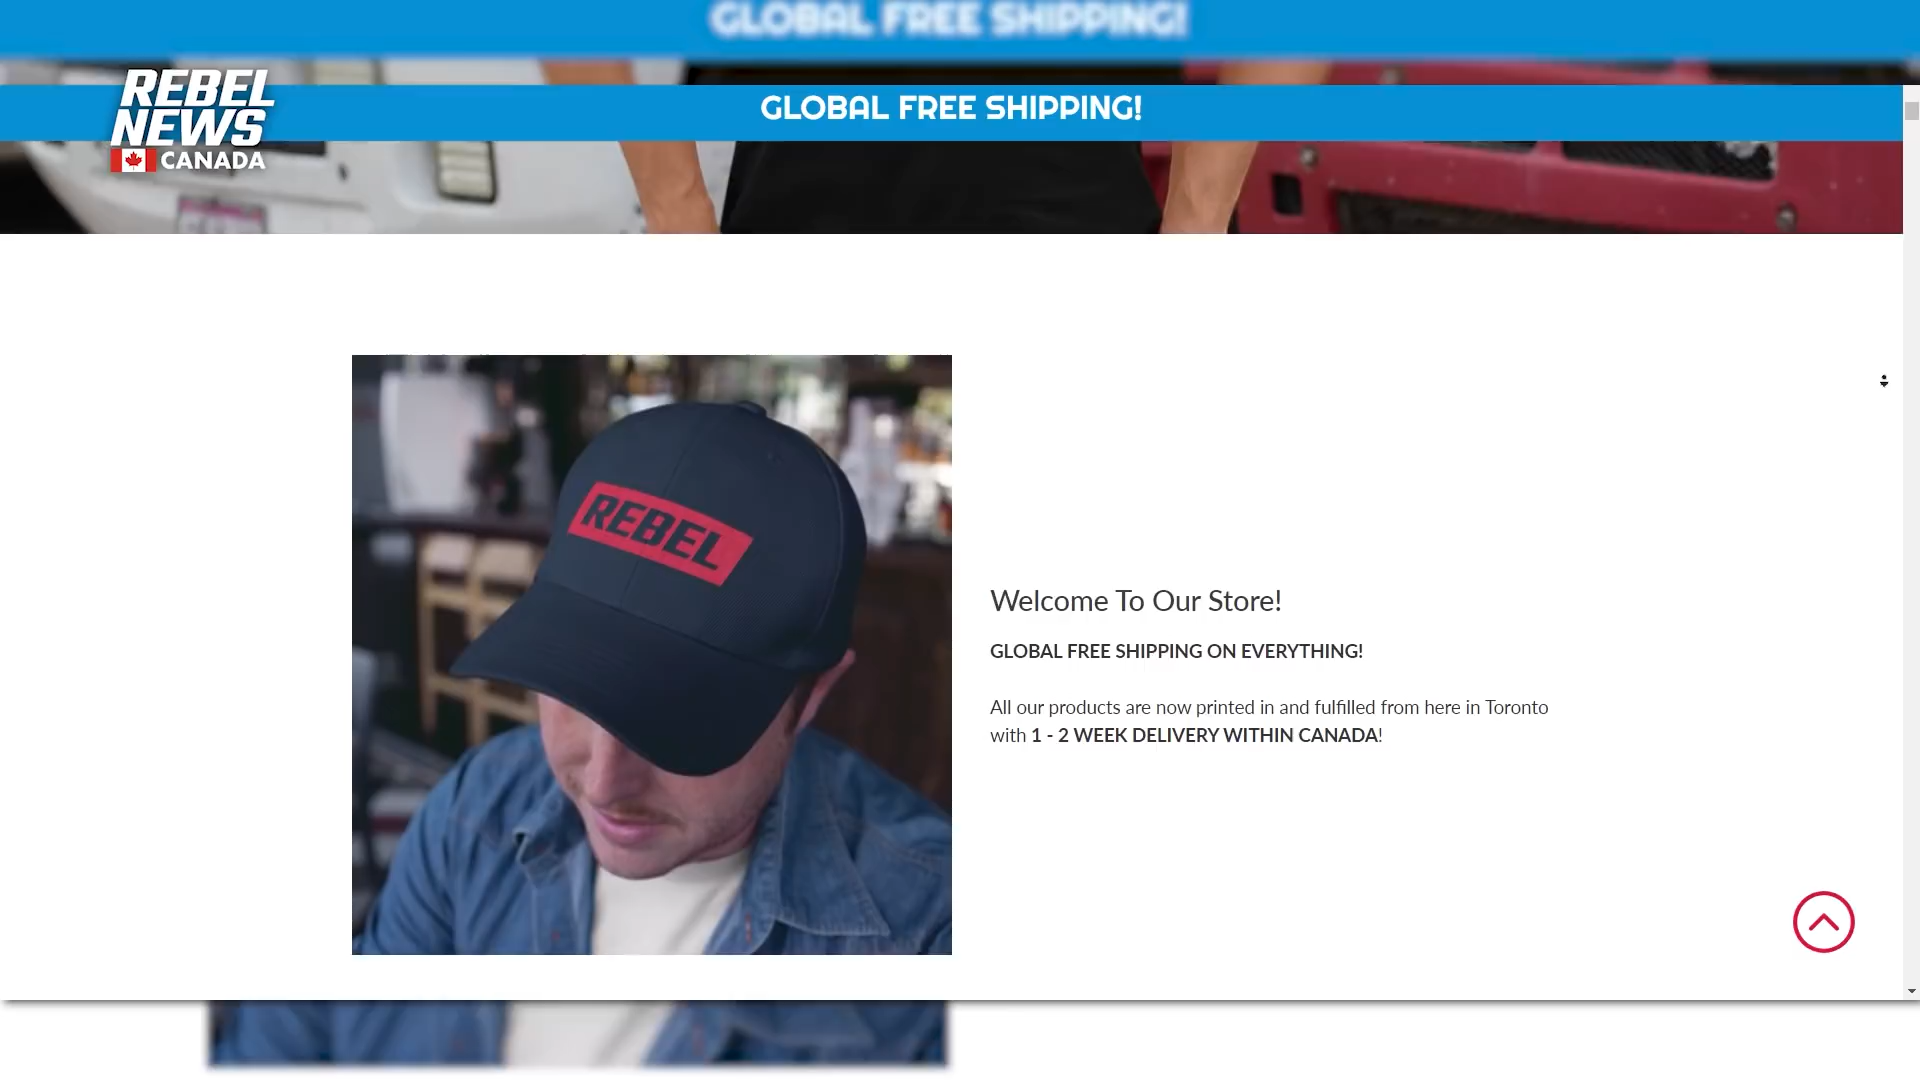 GLOBAL FREE SHIPPING!
REBEL
NEWS
CANADA
GLOBAL FREE SHIPPING!
REBEL
Welcome To Our Store!
GLOBAL FREE SHIPPING ON EVERYTHING!
All our products are now printed in and fulfilled from here in Toronto
with 1 - 2 WEEK DELIVERY WITHIN CANADA!